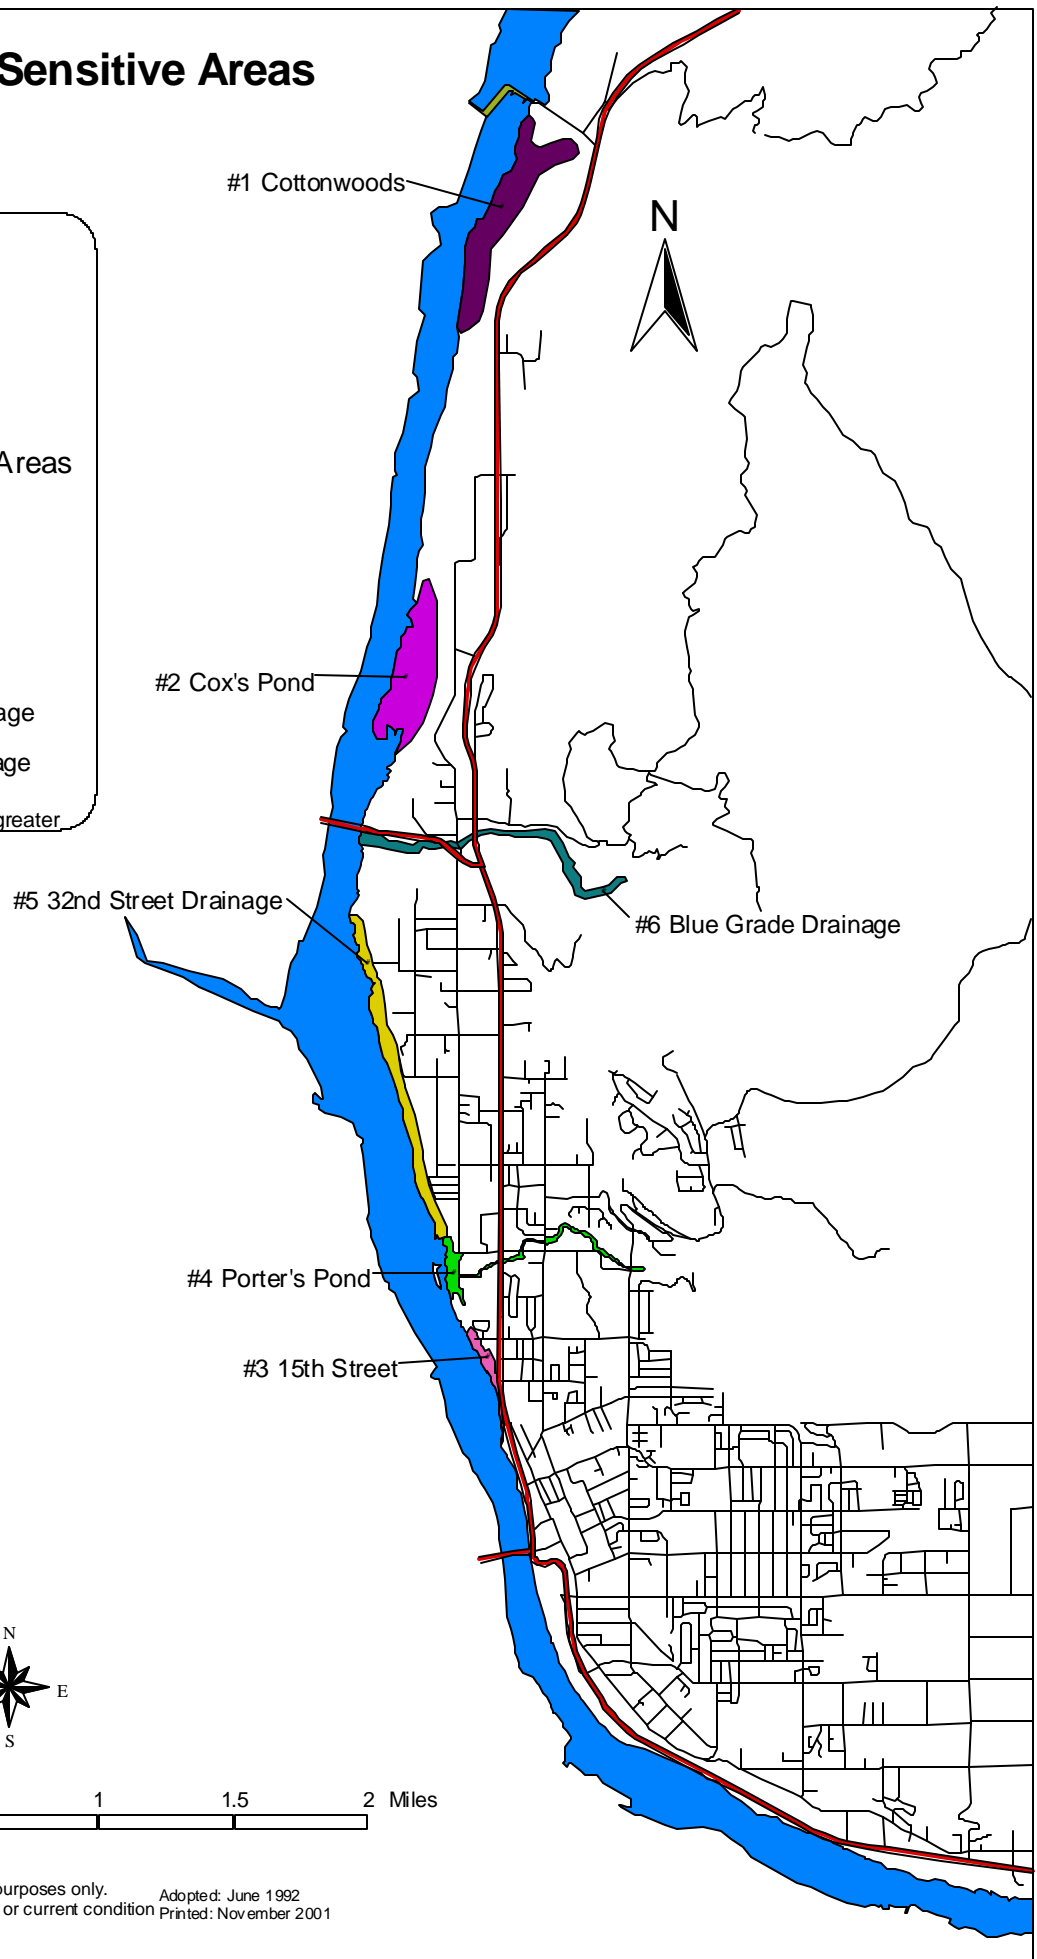 Sensitive Areas
#1 Cottonwoods
N
Areas
#2 Cox's Pond
age
age
greater
#5 32nd Street Drainage
#6 Blue Grade Drainage
#4 Porter's Pond
#3 15th Street
N
E
S
1 1.5 2 Miles
purposes only.
or current condition
Adopted: June 1992
Printed: November 2001